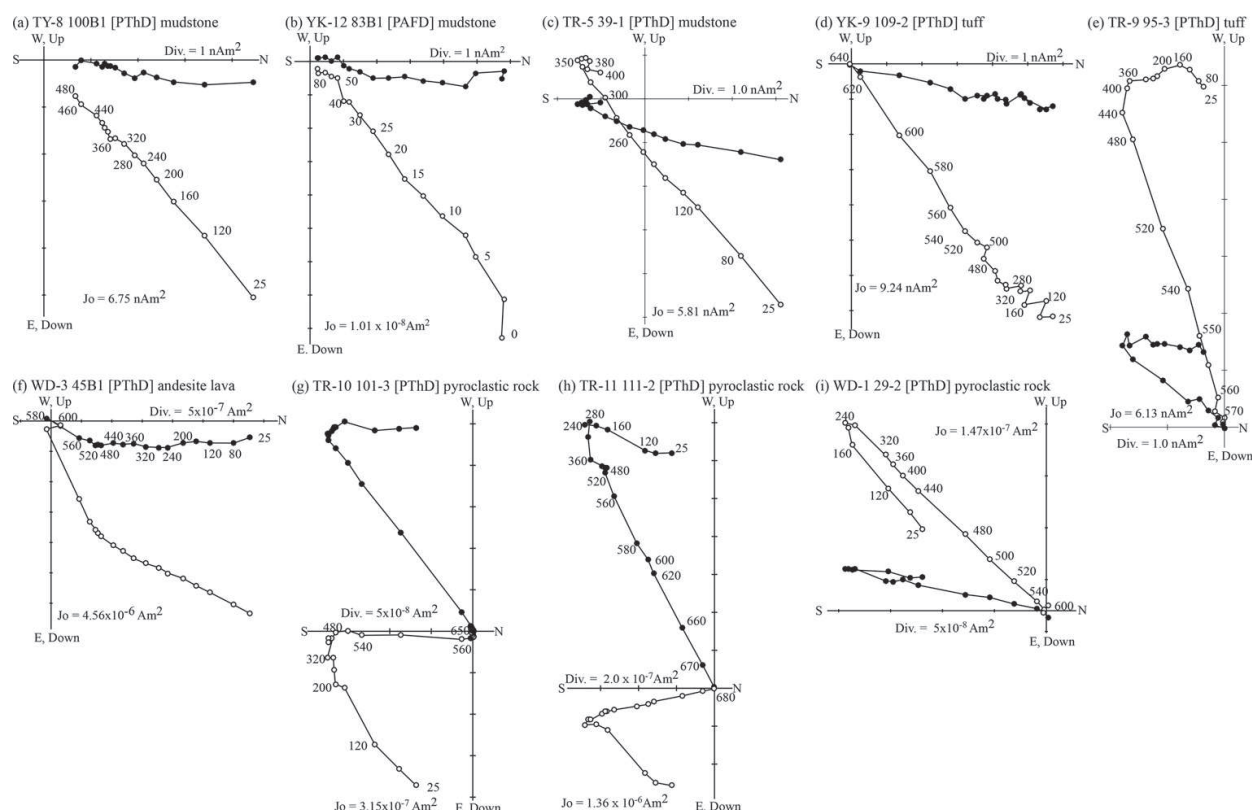 (a) TY-8 100B1 [PThD] mudstone
W, Up
Div. = 1 nAm²
S
N
480
460
440
360
320
280
240
200
160
120
25
Jo = 6.75 nAm²
E, Down
(b) YK-12 83B1 [PAFD] mudstone
W, Up
Div. = 1 nAm²
S
N
80
50
40
30
25
20
15
10
5
0
Jo = 1.01 x 10-8Am²
E. Down
(c) TR-5 39-1 [PThD] mudstone
W, Up
350
380
400
300
Div. = 1.0 nAm²
S
N
260
120
80
25
Jo = 5.81 nAm²
E, Down
(d) YK-9 109-2 [PThD] tuff
W, Up
640
S
Div. = 1 nAm²
N
620
600
580
560
540
520
500
480
320
280
160
120
25
Jo = 9.24 nAm²
E, Down
(e) TR-9 95-3 [PThD] tuff
W, Up
360
200
160
80
25
400
480
520
540
550
560
570
Jo = 6.13 nAm²
S
N
Div. = 1.0 nAm²
E, Down
(f) WD-3 45B1 [PThD] andesite lava
W, Up
Div. = 5x10-7 Am²
580
600
S
N
560
520
480
440
360
320
240
200
120
80
25
Jo = 4.56x10-6 Am²
E, Down
(g) TR-10 101-3 [PThD] pyroclastic rock
W, Up
Div. = 5x10-8 Am²
S
N
480
540
650
560
320
200
120
25
Jo = 3.15x10-7 Am²
E, Down
(h) TR-11 111-2 [PThD] pyroclastic rock
W, Up
280
240
160
120
25
360
480
520
560
580
600
620
660
670
Div. = 2.0 x 10-7 Am²
S
N
680
Jo = 1.36 x10-6 Am²
E, Down
(i) WD-1 29-2 [PThD] pyroclastic rock
W, Up
240
160
Jo = 1.47x10-7 Am²
320
360
400
440
120
25
480
500
520
540
600
S
N
Div. = 5x10-8 Am²
E, Down